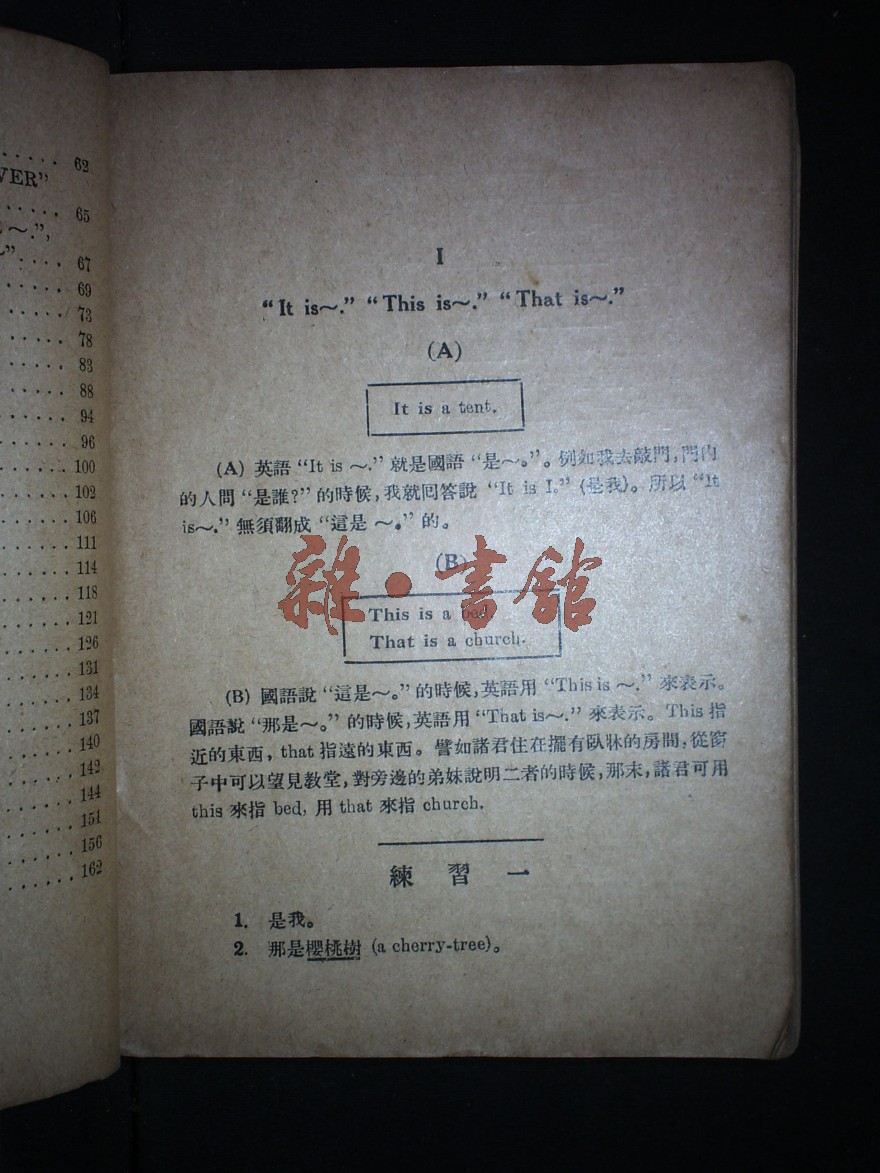 62
VER”
65
～.”,
67
69
73
78
83
88
94
96
100
102
106
111
114
118
121
126
131
134
137
140
142
144
151
156
162
I
“It is～.” “This is～.” “That is～.”
(A)
It is a tent.
(A) 英語 “It is ～.” 就是國語 “是～。”。例如我去敲門，門內
的人問 “是誰?” 的時候，我就回答說 “It is I.” (是我)。所以 “It
is～.” 無須翻成 “這是 ～。” 的。
(B)
雜·書館
This is a bed.
That is a church.
(B) 國語說 “這是～。” 的時候，英語用 “This is ～.” 來表示。
國語說 “那是～。” 的時候，英語用 “That is～.” 來表示。This 指
近的東西，that 指遠的東西。譬如諸君住在擺有臥牀的房間，從窗
子中可以望見教堂，對旁邊的弟妹說明二者的時候，那末，諸君可用
this 來指 bed, 用 that 來指 church.
練習一
1. 是我。
2. 那是櫻桃樹 (a cherry-tree)。